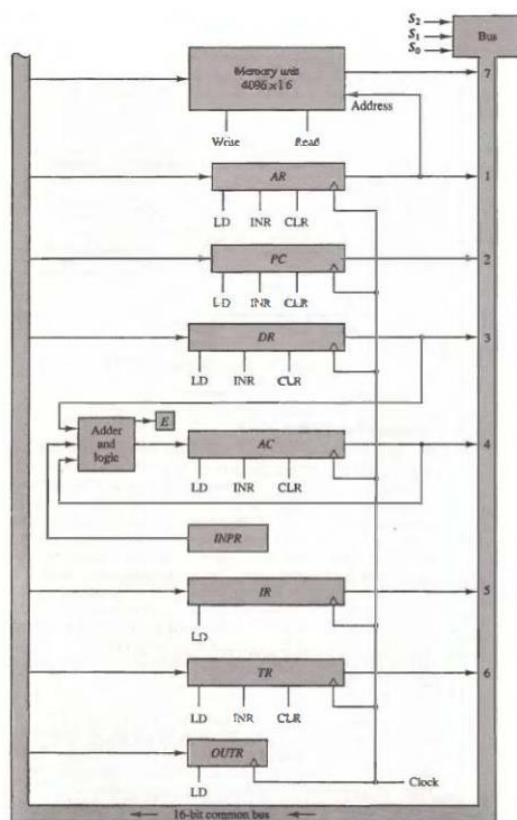 S₂
S₁
S₀
Bus
Memory unit
4096 x 16
7
Address
Write
Read
AR
1
LD INR CLR
PC
2
LD INR CLR
DR
3
LD INR CLR
Adder
and
logic
E
AC
4
LD INR CLR
INPR
IR
5
LD
TR
6
LD INR CLR
OUTR
LD
Clock
16-bit common bus